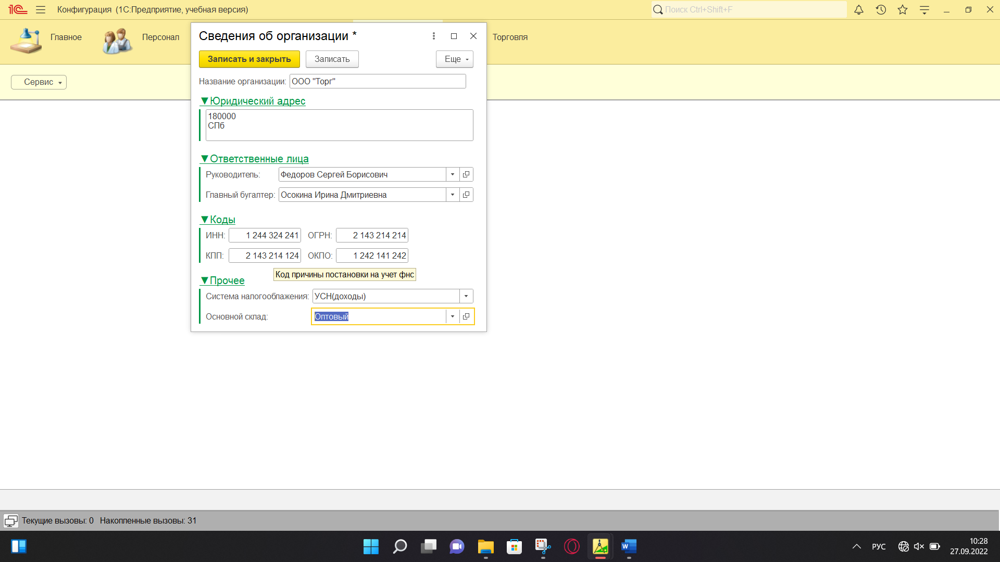 Конфигурация (1С:Предприятие, учебная версия)
Поиск Ctrl+Shift+F
Главное
Персонал
Торговля
Сервис
Сведения об организации *
Записать и закрыть
Записать
Еще
Название организации: ООО "Торг"
Юридический адрес
180000
СПб
Ответственные лица
Руководитель: Федоров Сергей Борисович
Главный бугалтер: Осокина Ирина Дмитриевна
Коды
ИНН: 1 244 324 241 ОГРН: 2 143 214 214
КПП: 2 143 214 124 ОКПО: 1 242 141 242
Код причины постановки на учет фнс
Прочее
Система налогооблажения: УСН(доходы)
Основной склад: Оптовый
Текущие вызовы: 0 Накопленные вызовы: 31
РУС
10:28
27.09.2022